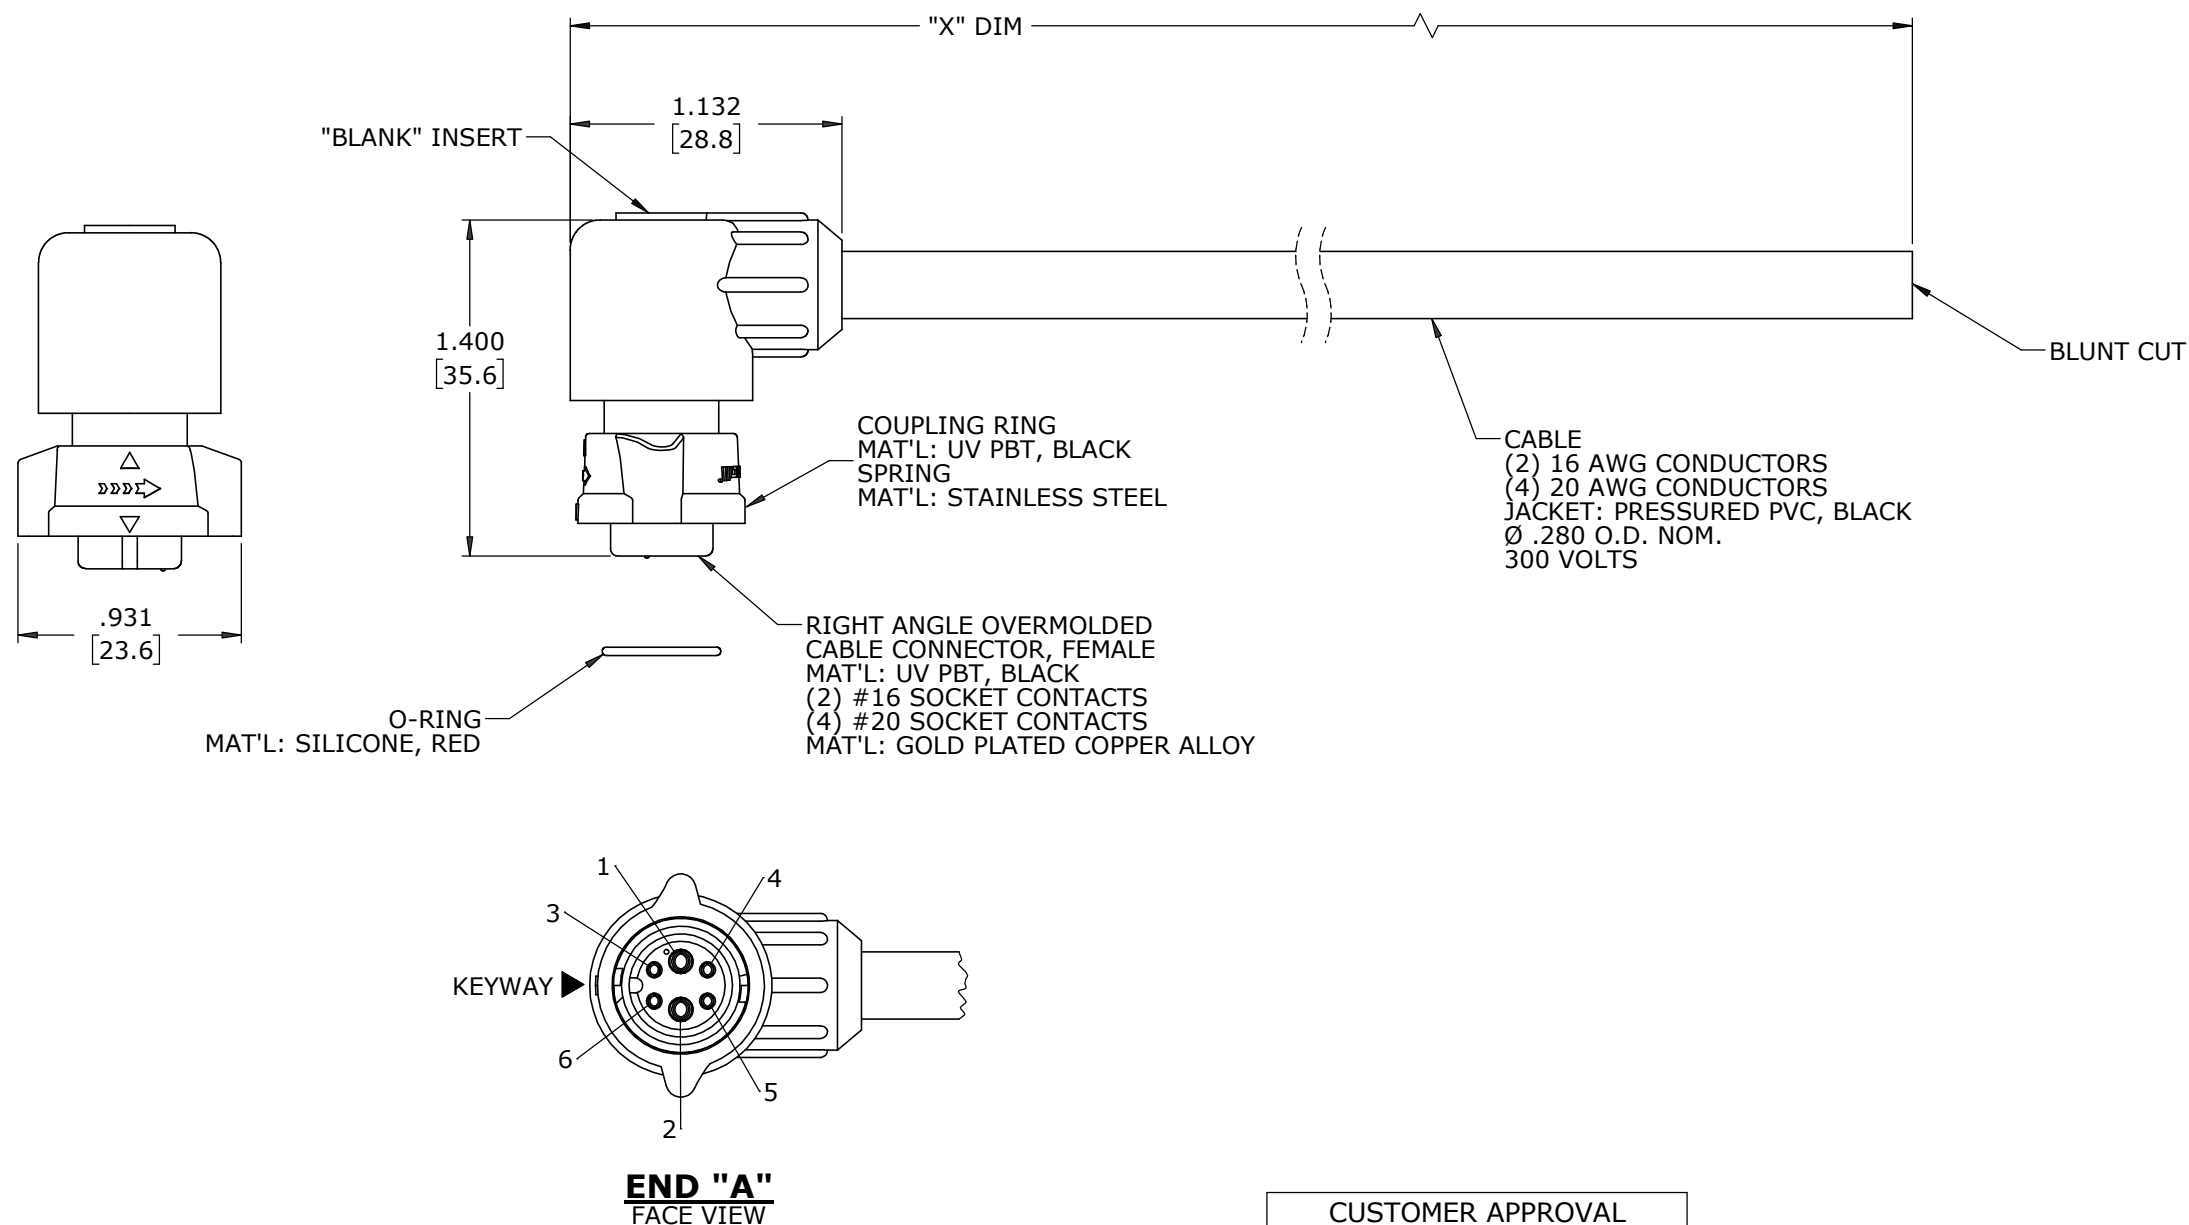 "X" DIM
1.132
[28.8]
"BLANK" INSERT
1.400
[35.6]
BLUNT CUT
COUPLING RING
MAT'L: UV PBT, BLACK
SPRING
MAT'L: STAINLESS STEEL
CABLE
(2) 16 AWG CONDUCTORS
(4) 20 AWG CONDUCTORS
JACKET: PRESSURED PVC, BLACK
Ø .280 O.D. NOM.
300 VOLTS
.931
[23.6]
RIGHT ANGLE OVERMOLDED
CABLE CONNECTOR, FEMALE
MAT'L: UV PBT, BLACK
(2) #16 SOCKET CONTACTS
(4) #20 SOCKET CONTACTS
MAT'L: GOLD PLATED COPPER ALLOY
O-RING
MAT'L: SILICONE, RED
1
4
3
KEYWAY
6
5
2
END "A"
FACE VIEW
CUSTOMER APPROVAL